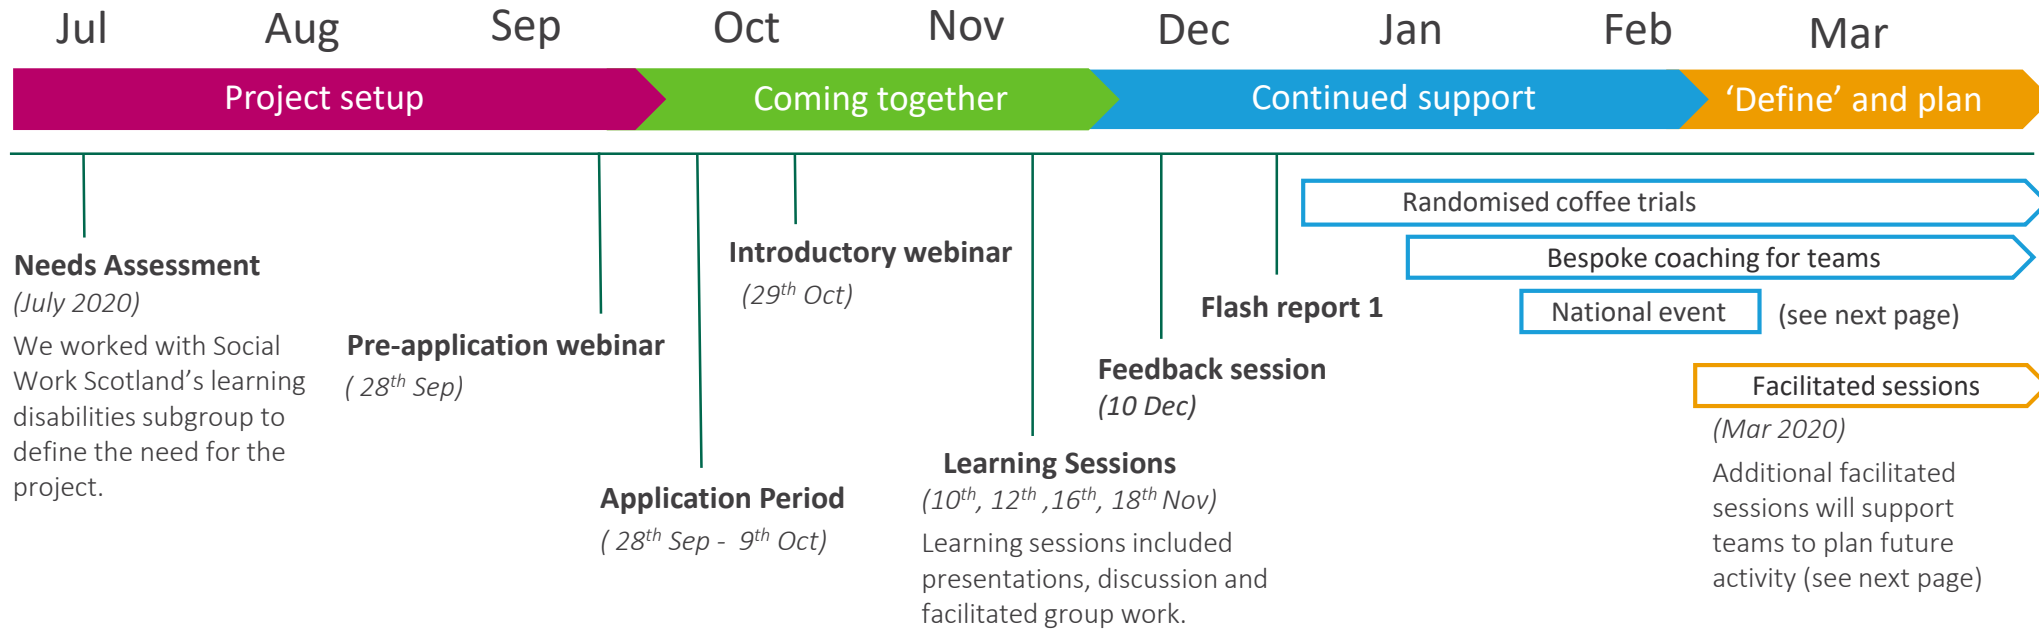 Jul Aug Sep Oct Nov Dec Jan Feb Mar
Project setup Coming together Continued support ‘Define’ and plan
Needs Assessment
(July 2020)
We worked with Social
Work Scotland’s learning
disabilities subgroup to
define the need for the
project.
Pre-application webinar
( 28th Sep)
Application Period
( 28th Sep - 9th Oct)
Introductory webinar
(29th Oct)
Learning Sessions
(10th, 12th ,16th, 18th Nov)
Learning sessions included
presentations, discussion and
facilitated group work.
Feedback session
(10 Dec)
Flash report 1
Randomised coffee trials
Bespoke coaching for teams
National event (see next page)
Facilitated sessions
(Mar 2020)
Additional facilitated
sessions will support
teams to plan future
activity (see next page)